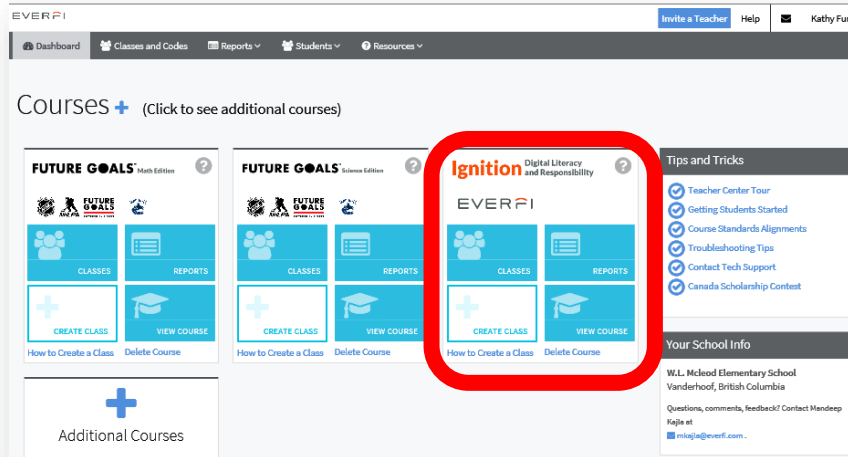 EVERFI
Invite a Teacher Help Kathy Fur
Dashboard Classes and Codes Reports Students Resources
Courses + (Click to see additional courses)
FUTURE GOALS Math Edition ?
NHLPA FUTURE GOALS
CLASSES REPORTS
CREATE CLASS VIEW COURSE
How to Create a Class Delete Course
FUTURE GOALS Science Edition ?
NHLPA FUTURE GOALS
CLASSES REPORTS
CREATE CLASS VIEW COURSE
How to Create a Class Delete Course
Ignition Digital Literacy
and Responsibility ?
EVERFI
CLASSES REPORTS
CREATE CLASS VIEW COURSE
How to Create a Class Delete Course
Additional Courses
Tips and Tricks
Teacher Center Tour
Getting Students Started
Course Standards Alignments
Troubleshooting Tips
Contact Tech Support
Canada Scholarship Contest
Your School Info
W.L. Mcleod Elementary School
Vanderhoof, British Columbia
Questions, comments, feedback? Contact Mandeep
Kajla at
mkajla@everfi.com.